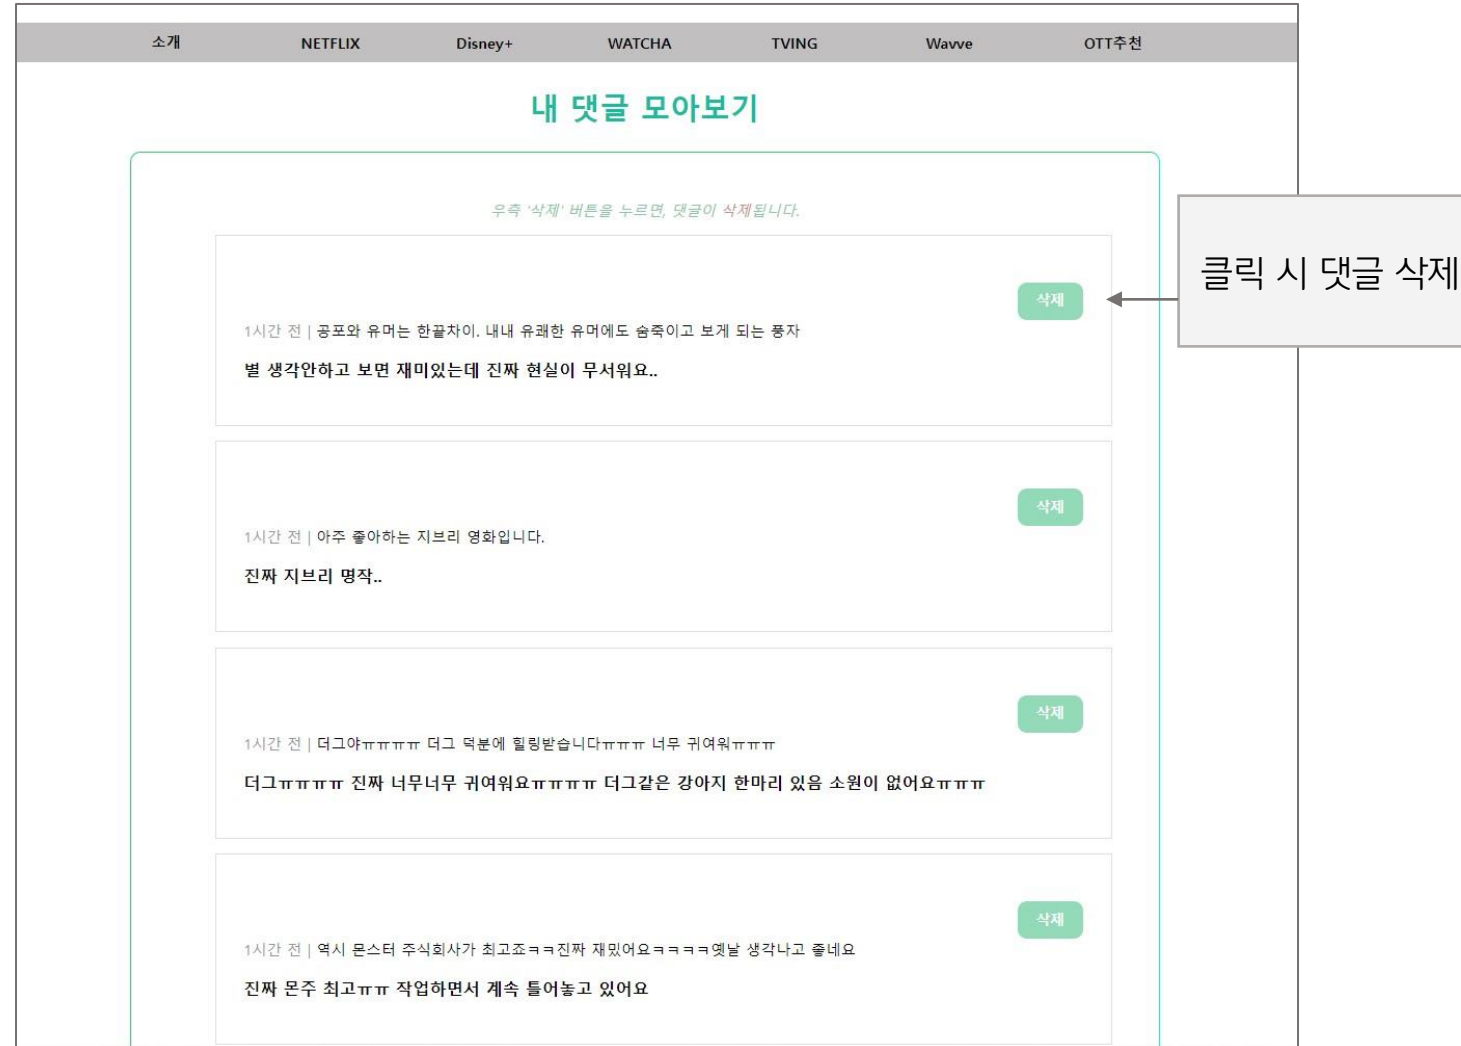 소개 NETFLIX Disney+ WATCHA TVING Wavve OTT추천
내 댓글 모아보기
우측 '삭제' 버튼을 누르면, 댓글이 삭제됩니다.
클릭 시 댓글 삭제
삭제
1시간 전 | 공포와 유머는 한끝차이. 내내 유쾌한 유머에도 숨죽이고 보게 되는 풍자
별 생각안하고 보면 재미있는데 진짜 현실이 무서워요..
삭제
1시간 전 | 아주 좋아하는 지브리 영화입니다.
진짜 지브리 명작..
삭제
1시간 전 | 더그야ㅠㅠㅠㅠ 더그 덕분에 힐링받습니다ㅠㅠㅠ 너무 귀여워ㅠㅠㅠ
더그ㅠㅠㅠㅠ 진짜 너무너무 귀여워요ㅠㅠㅠㅠ 더그같은 강아지 한마리 있음 소원이 없어요ㅠㅠㅠ
삭제
1시간 전 | 역시 몬스터 주식회사가 최고죠ㅋㅋ진짜 재밌어요ㅋㅋㅋㅋ옛날 생각나고 좋네요
진짜 몬주 최고ㅠㅠ 작업하면서 계속 틀어놓고 있어요